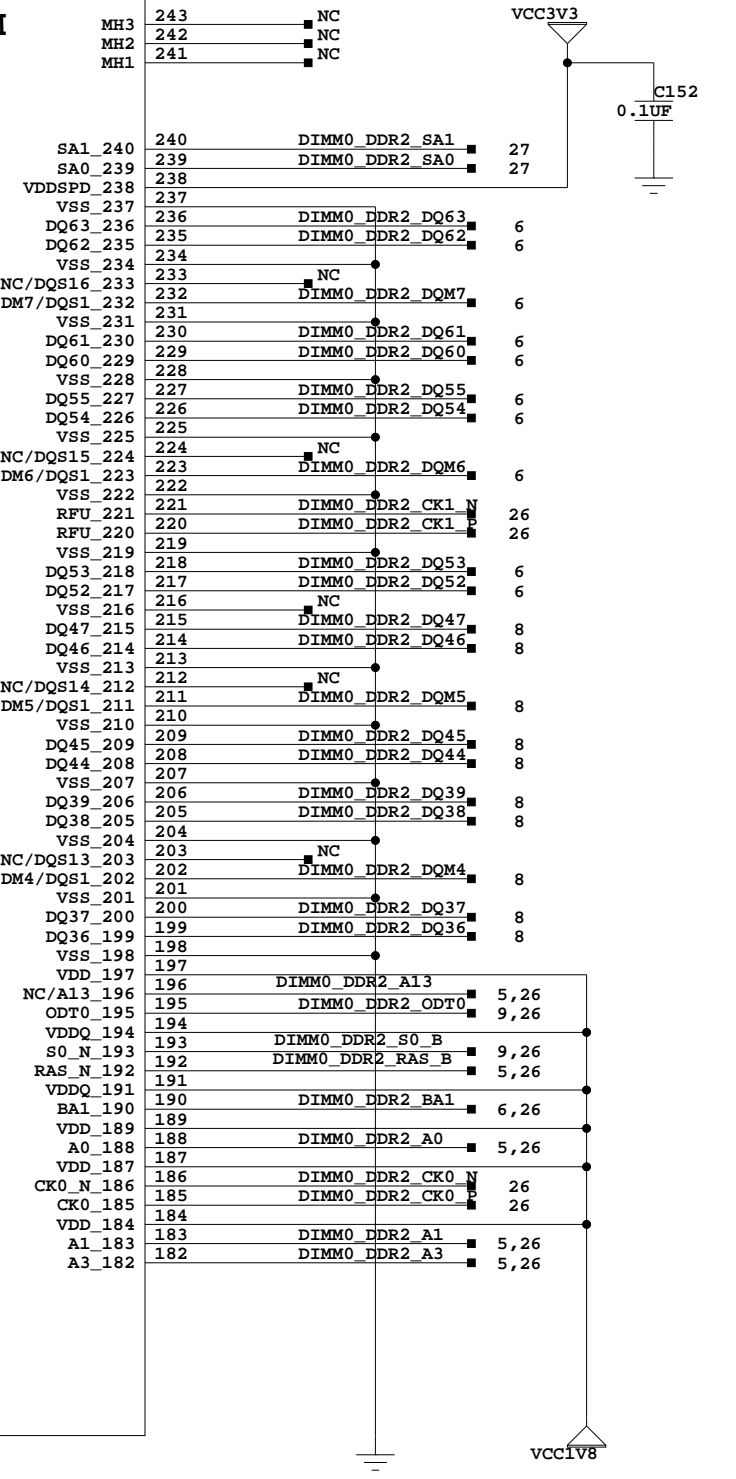 I
MH3 243 NC
MH2 242 NC
MH1 241 NC
VCC3V3
C152
0.1UF
SA1_240 240 DIMM0_DDR2_SA1 27
SA0_239 239 DIMM0_DDR2_SA0 27
VDDSPD_238 238
VSS_237 237
DQ63_236 236 DIMM0_DDR2_DQ63 6
DQ62_235 235 DIMM0_DDR2_DQ62 6
VSS_234 234
NC/DQS16_233 233 NC
DM7/DQS1_232 232 DIMM0_DDR2_DQM7 6
VSS_231 231
DQ61_230 230 DIMM0_DDR2_DQ61 6
DQ60_229 229 DIMM0_DDR2_DQ60 6
VSS_228 228
DQ55_227 227 DIMM0_DDR2_DQ55 6
DQ54_226 226 DIMM0_DDR2_DQ54 6
VSS_225 225
NC/DQS15_224 224 NC
DM6/DQS1_223 223 DIMM0_DDR2_DQM6 6
VSS_222 222
RFU_221 221 DIMM0_DDR2_CK1_N 26
RFU_220 220 DIMM0_DDR2_CK1_P 26
VSS_219 219
DQ53_218 218 DIMM0_DDR2_DQ53 6
DQ52_217 217 DIMM0_DDR2_DQ52 6
VSS_216 216 NC
DQ47_215 215 DIMM0_DDR2_DQ47 8
DQ46_214 214 DIMM0_DDR2_DQ46 8
VSS_213 213
NC/DQS14_212 212 NC
DM5/DQS1_211 211 DIMM0_DDR2_DQM5 8
VSS_210 210
DQ45_209 209 DIMM0_DDR2_DQ45 8
DQ44_208 208 DIMM0_DDR2_DQ44 8
VSS_207 207
DQ39_206 206 DIMM0_DDR2_DQ39 8
DQ38_205 205 DIMM0_DDR2_DQ38 8
VSS_204 204
NC/DQS13_203 203 NC
DM4/DQS1_202 202 DIMM0_DDR2_DQM4 8
VSS_201 201
DQ37_200 200 DIMM0_DDR2_DQ37 8
DQ36_199 199 DIMM0_DDR2_DQ36 8
VSS_198 198
VDD_197 197
NC/A13_196 196 DIMM0_DDR2_A13 5,26
ODT0_195 195 DIMM0_DDR2_ODT0 9,26
VDDQ_194 194
S0_N_193 193 DIMM0_DDR2_S0_B 9,26
RAS_N_192 192 DIMM0_DDR2_RAS_B 5,26
VDDQ_191 191
BA1_190 190 DIMM0_DDR2_BA1 6,26
VDD_189 189
A0_188 188 DIMM0_DDR2_A0 5,26
VDD_187 187
CK0_N_186 186 DIMM0_DDR2_CK0_N 26
CK0_185 185 DIMM0_DDR2_CK0_P 26
VDD_184 184
A1_183 183 DIMM0_DDR2_A1 5,26
A3_182 182 DIMM0_DDR2_A3 5,26
VCC1V8